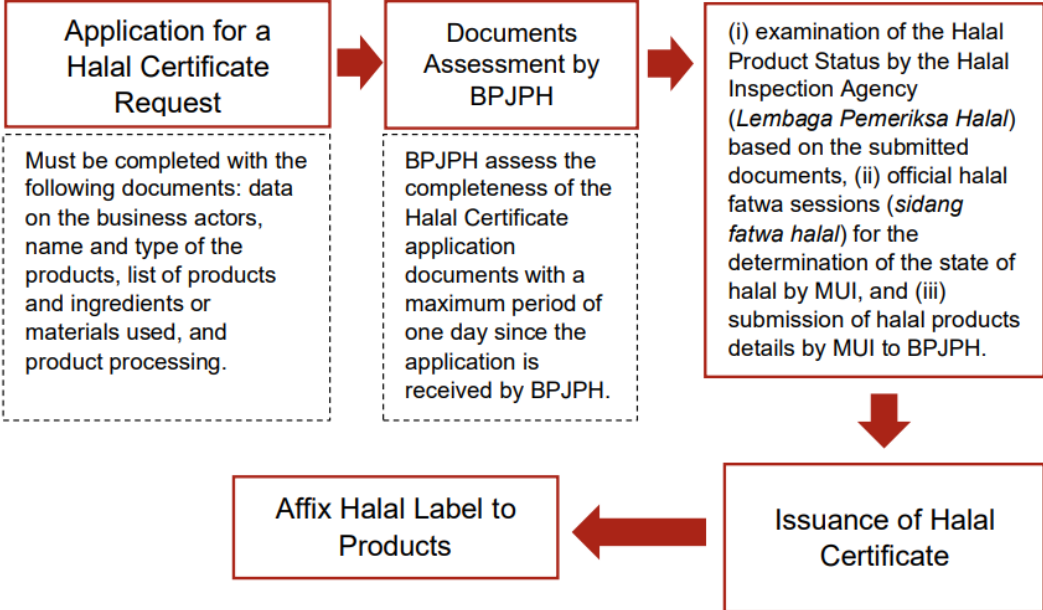 Application for a
Halal Certificate
Request
Must be completed with the
following documents: data
on the business actors,
name and type of the
products, list of products
and ingredients or
materials used, and
product processing.
Documents
Assessment by
BPJPH
BPJPH assess the
completeness of the
Halal Certificate
application
documents with a
maximum period of
one day since the
application is
received by BPJPH.
(i) examination of the Halal
Product Status by the Halal
Inspection Agency
(Lembaga Pemeriksa Halal)
based on the submitted
documents, (ii) official halal
fatwa sessions (sidang
fatwa halal) for the
determination of the state of
halal by MUI, and (iii)
submission of halal products
details by MUI to BPJPH.
Issuance of Halal
Certificate
Affix Halal Label to
Products